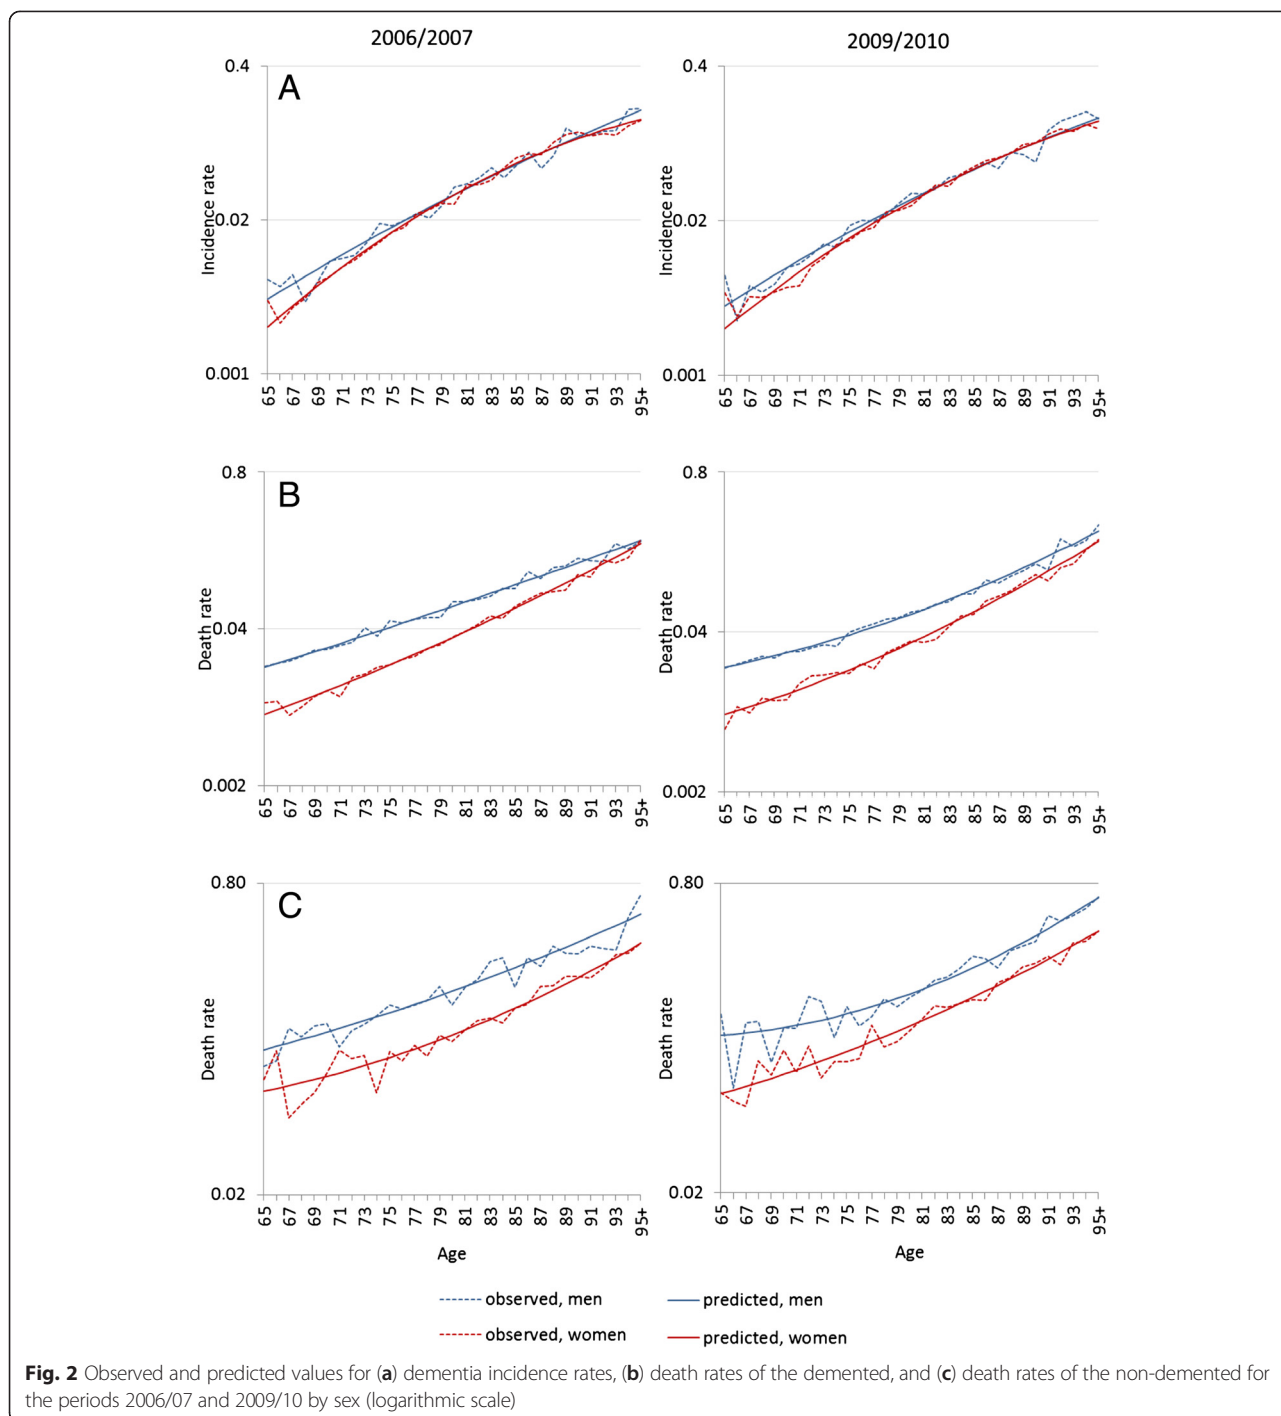 2006/2007
2009/2010
A
0.4
0.02
0.001
Incidence rate
65 67 69 71 73 75 77 79 81 83 85 87 89 91 93 95+
0.4
0.02
0.001
Incidence rate
65 67 69 71 73 75 77 79 81 83 85 87 89 91 93 95+
B
0.8
0.04
0.002
Death rate
65 67 69 71 73 75 77 79 81 83 85 87 89 91 93 95+
0.8
0.04
0.002
Death rate
65 67 69 71 73 75 77 79 81 83 85 87 89 91 93 95+
C
0.80
0.02
Death rate
65 67 69 71 73 75 77 79 81 83 85 87 89 91 93 95+
Age
0.80
0.02
Death rate
65 67 69 71 73 75 77 79 81 83 85 87 89 91 93 95+
Age
observed, men
predicted, men
observed, women
predicted, women
Fig. 2 Observed and predicted values for (a) dementia incidence rates, (b) death rates of the demented, and (c) death rates of the non-demented for
the periods 2006/07 and 2009/10 by sex (logarithmic scale)